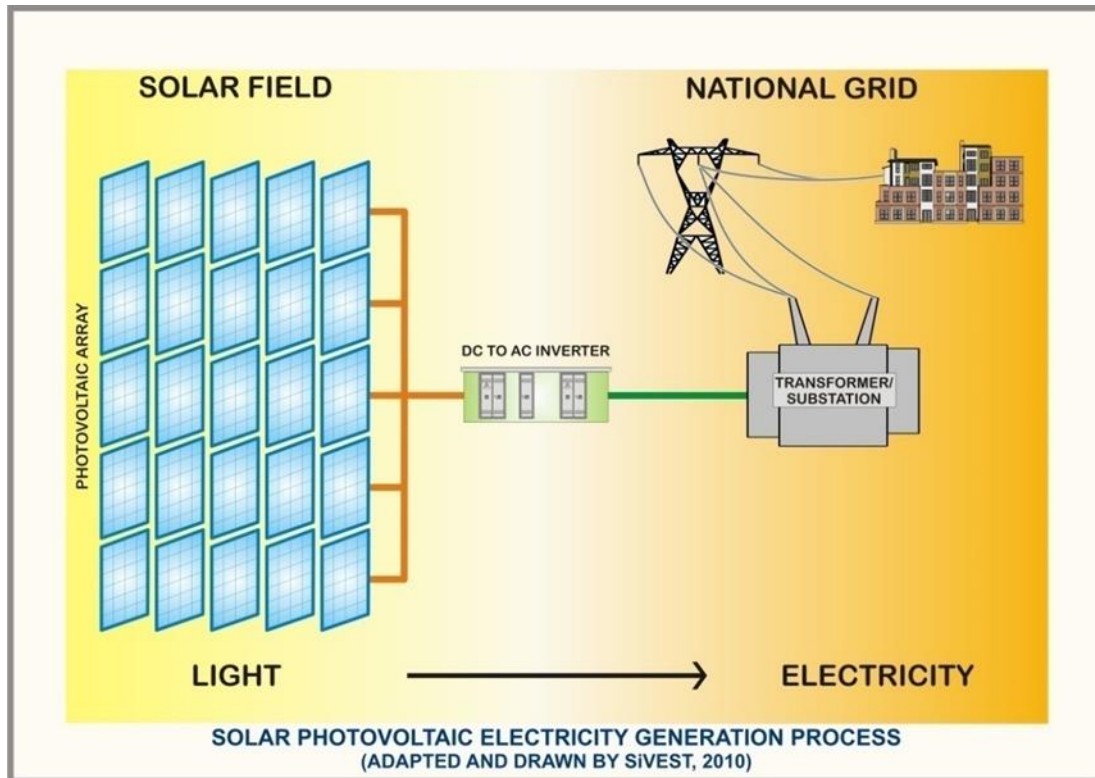 SOLAR FIELD
NATIONAL GRID
PHOTOVOLTAIC ARRAY
DC TO AC INVERTER
TRANSFORMER/
SUBSTATION
LIGHT
ELECTRICITY
SOLAR PHOTOVOLTAIC ELECTRICITY GENERATION PROCESS
(ADAPTED AND DRAWN BY SiVEST, 2010)